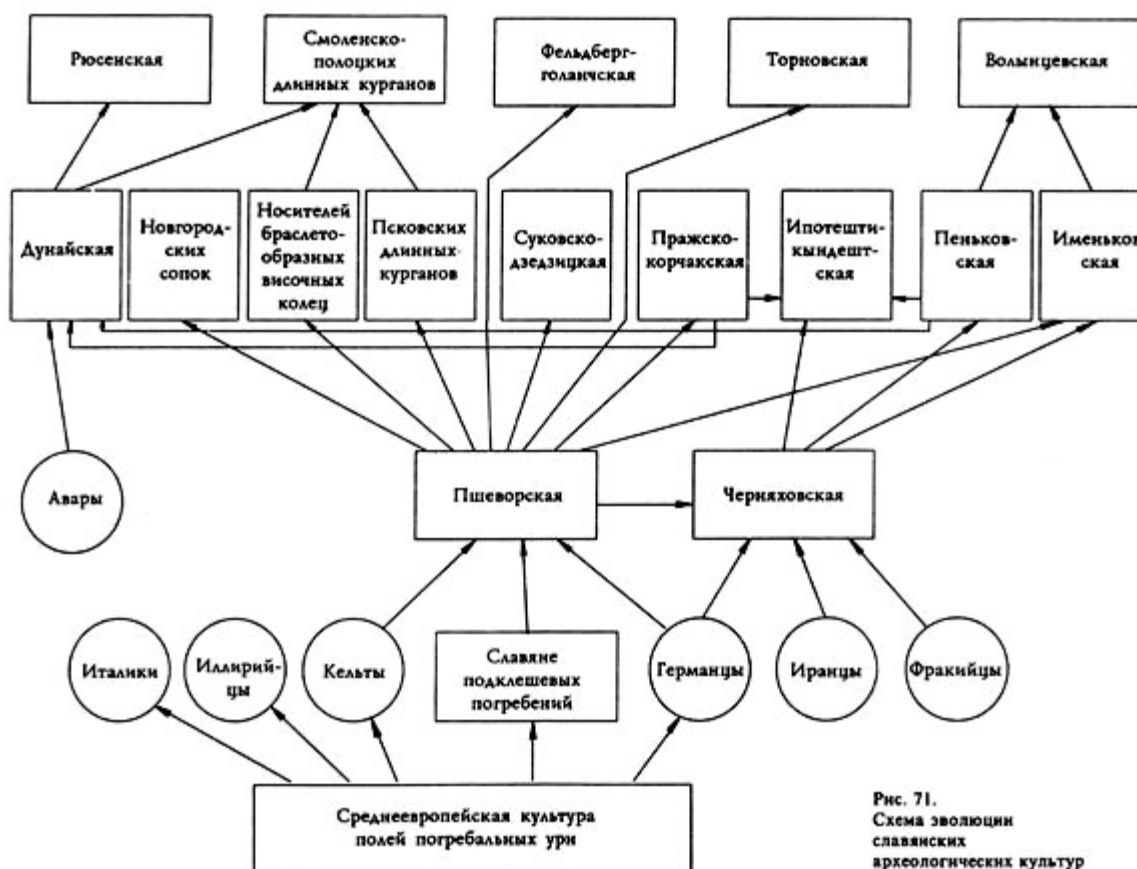 Рюсенская
Смоленско-
полоцких
длинных курганов
Фельдберг-
голанчская
Торновская
Волынцевская
Дунайская
Новгород-
ских
сопок
Носителей
браслето-
образных
височных
колец
Псковских
длинных
курганов
Суковско-
дзедзицкая
Пражско-
корчакская
Ипотешти-
кындешт-
ская
Пеньков-
ская
Именьков
ская
Авары
Пшеворская
Черняховская
Италики
Иллирий-
цы
Кельты
Славяне
подклешевых
погребений
Германцы
Иранцы
Фракийцы
Среднеевропейская культура
полей погребальных урн
Рис. 71.
Схема эволюции
славянских
археологических культур